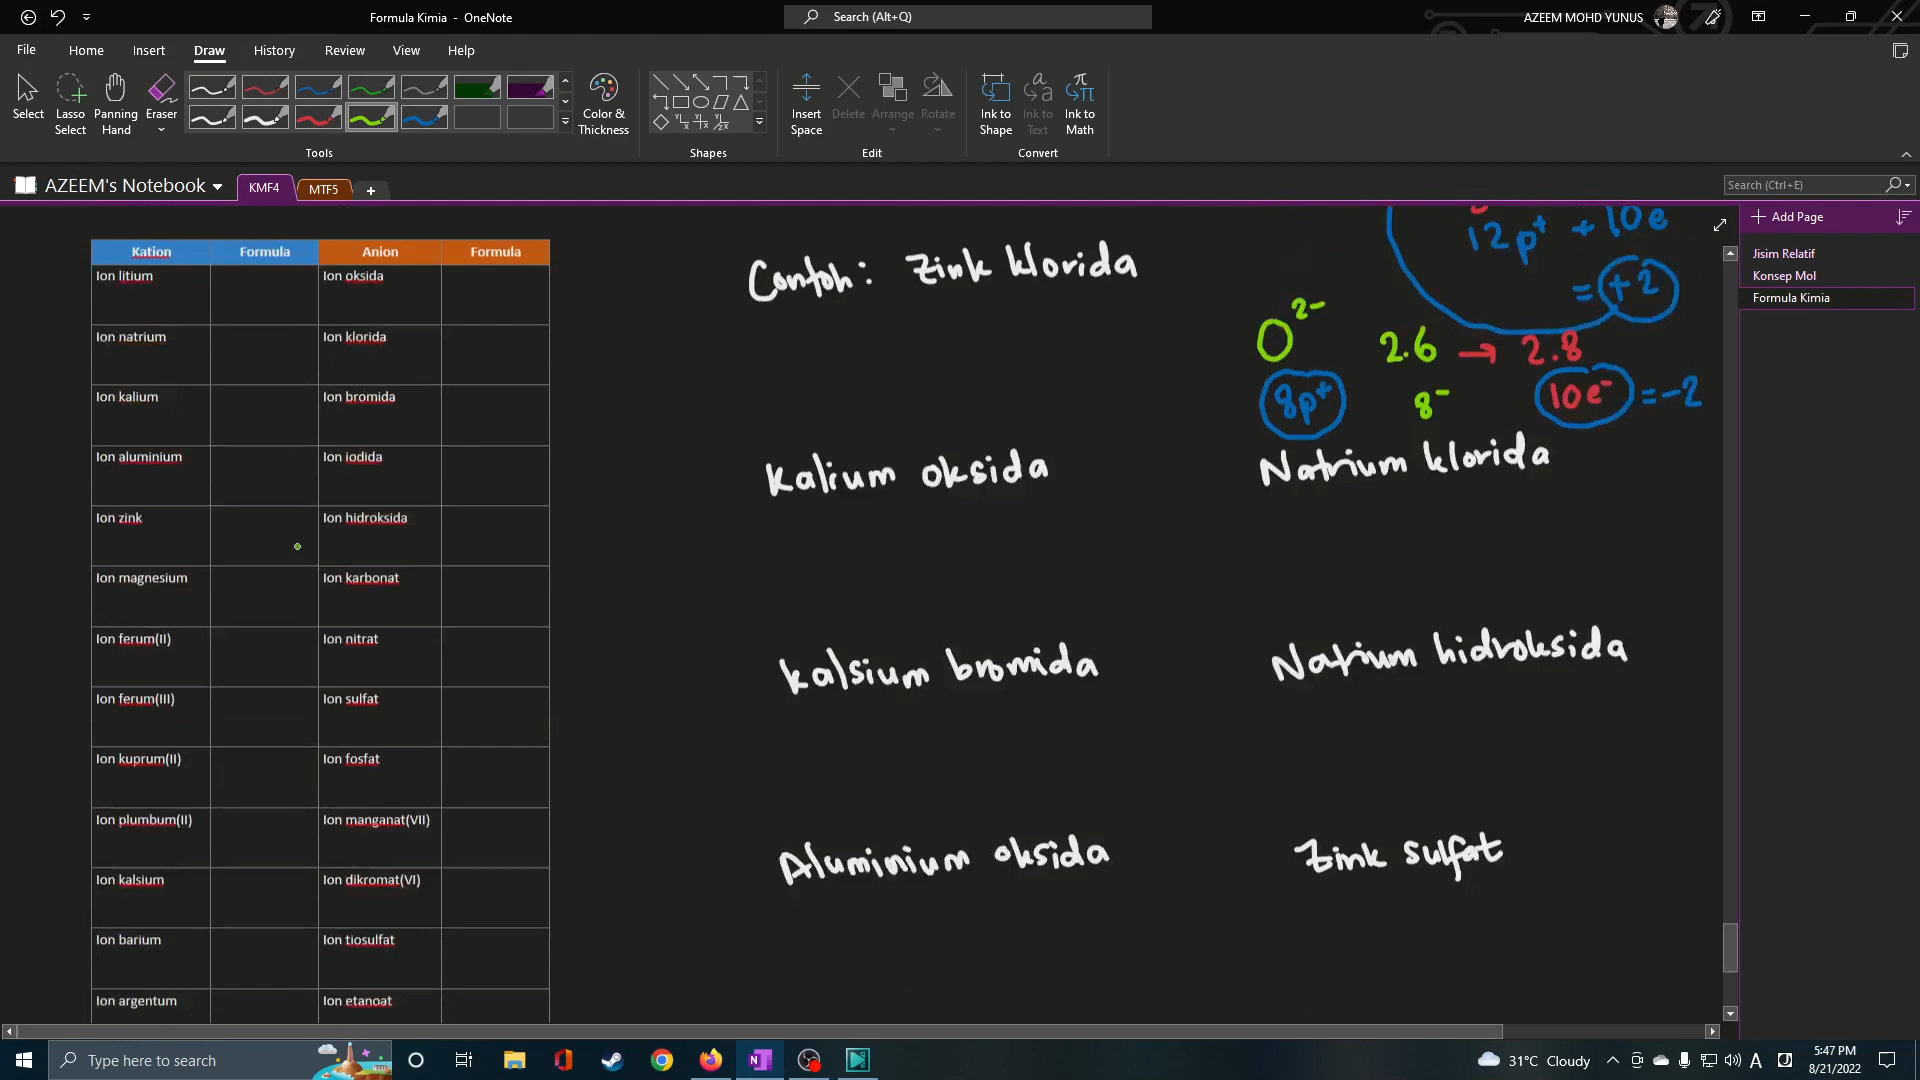 Formula Kimia - OneNote
Search (Alt+Q)
AZEEM MOHD YUNUS
File Home Insert Draw History Review View Help
Select
Lasso Select
Panning Hand
Eraser
Color & Thickness
Insert Space
Delete
Arrange
Rotate
Ink to Shape
Ink to Text
Ink to Math
Tools Shapes Edit Convert
AZEEM's Notebook KMF4 MTF5
Search (Ctrl+E)
Add Page
Jisim Relatif
Konsep Mol
Formula Kimia
Kation Formula Anion Formula
Ion litium Ion oksida
Ion natrium Ion klorida
Ion kalium Ion bromida
Ion aluminium Ion iodida
Ion zink Ion hidroksida
Ion magnesium Ion karbonat
Ion ferum(II) Ion nitrat
Ion ferum(III) Ion sulfat
Ion kuprum(II) Ion fosfat
Ion plumbum(II) Ion manganat(VII)
Ion kalsium Ion dikromat(VI)
Ion barium Ion tiosulfat
Ion argentum Ion etanoat
Contoh: Zink klorida
12p⁺ + 10e
= +2
O²⁻ 2.6 → 2.8
8p⁺ 8⁻ 10e⁻ = -2
Kalium oksida Natrium klorida
Kalsium bromida Natrium hidroksida
Aluminium oksida Zink sulfat
Type here to search
31°C Cloudy
A
5:47 PM
8/21/2022